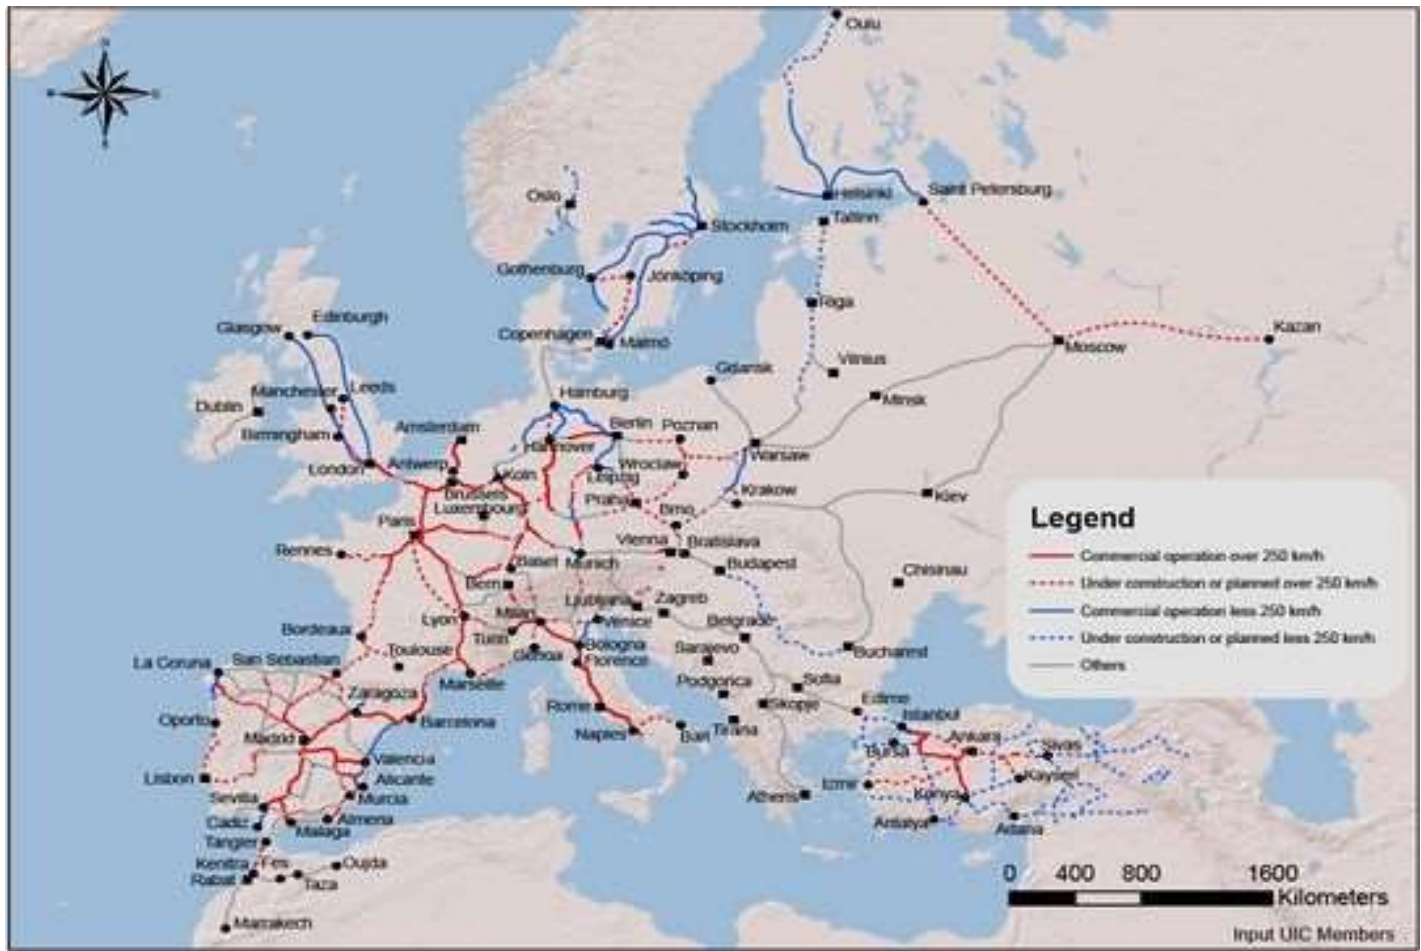 N
Oulu
Oslo
Helsinki
Saint Petersburg
Tallinn
Stockholm
Gothenburg
Jönköping
Riga
Glasgow
Edinburgh
Copenhagen
Malmö
Kazan
Moscow
Vilnius
Gdansk
Minsk
Manchester
Leeds
Dublin
Hamburg
Birmingham
Amsterdam
Berlin
Poznan
Hannover
London
Antwerp
Koln
Wroclaw
Warsaw
Leipzig
Brussels
Luxembourg
Praha
Krakow
Kiev
Paris
Brno
Rennes
Vienna
Bratislava
Basel
Munich
Budapest
Chisinau
Bern
Ljubljana
Zagreb
Milan
Lyon
Turin
Venice
Belgrade
Bordeaux
Bologna
Sarajevo
Bucharest
Toulouse
Genoa
Florence
La Coruna
San Sebastian
Marseille
Podgorica
Sofia
Zaragoza
Rome
Skopje
Edirne
Oporto
Barcelona
Istanbul
Madrid
Naples
Bari
Tirana
Ankara
Sivas
Bursa
Valencia
Lisbon
Alicante
Izmir
Kayseri
Sevilla
Murcia
Athens
Konya
Cadiz
Almeria
Malaga
Antalya
Adana
Tangier
Kenitra
Fes
Oujda
Rabat
Taza
Marrakech
Legend
Commercial operation over 250 km/h
Under construction or planned over 250 km/h
Commercial operation less 250 km/h
Under construction or planned less 250 km/h
Others
0 400 800 1600
Kilometers
Input UIC Members